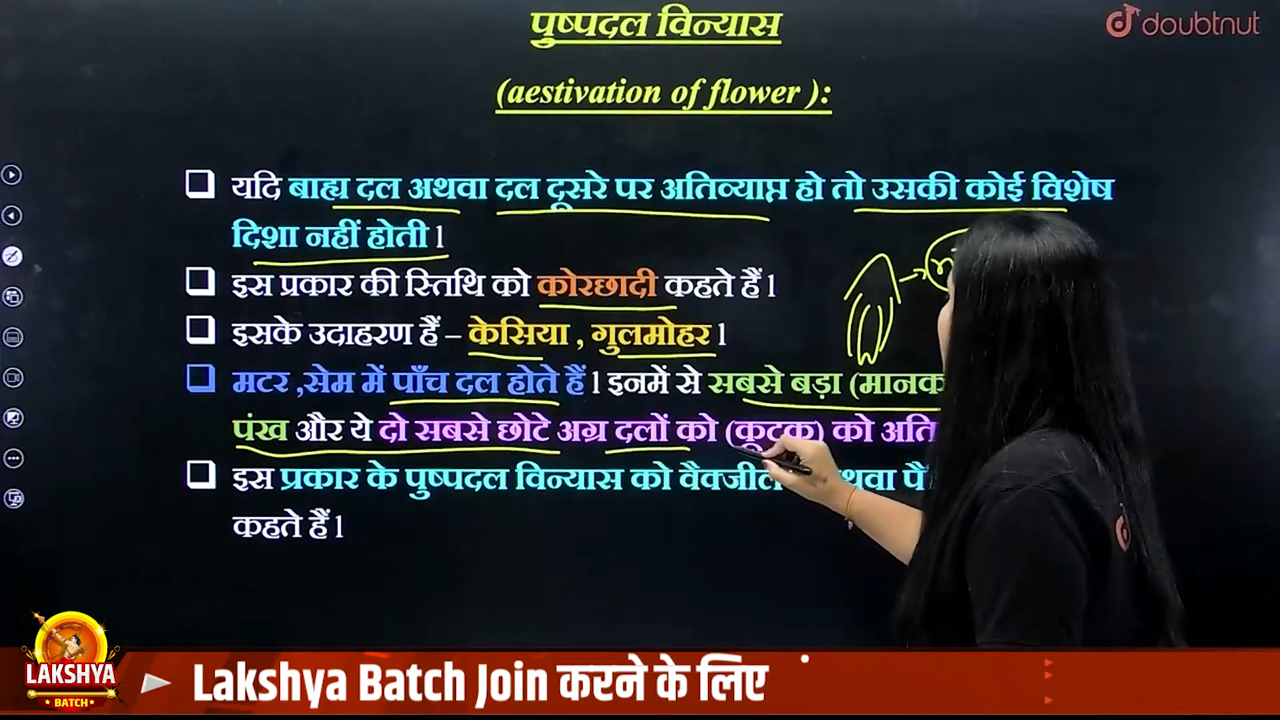 पुष्पदल विन्यास
doubtnut
(aestivation of flower ):
यदि बाह्य दल अथवा दल दूसरे पर अतिव्याप्त हो तो उसकी कोई विशेष
दिशा नहीं होती l
इस प्रकार की स्तिथि को कोरछादी कहते हैं l
इसके उदाहरण हैं – केसिया , गुलमोहर l
मटर ,सेम में पाँच दल होते हैं l इनमें से सबसे बड़ा (मानक
पंख और ये दो सबसे छोटे अग्र दलों को (कूटक) को अति
इस प्रकार के पुष्पदल विन्यास को
कहते हैं l
LAKSHYA
BATCH
Lakshya Batch Join करने के लिए